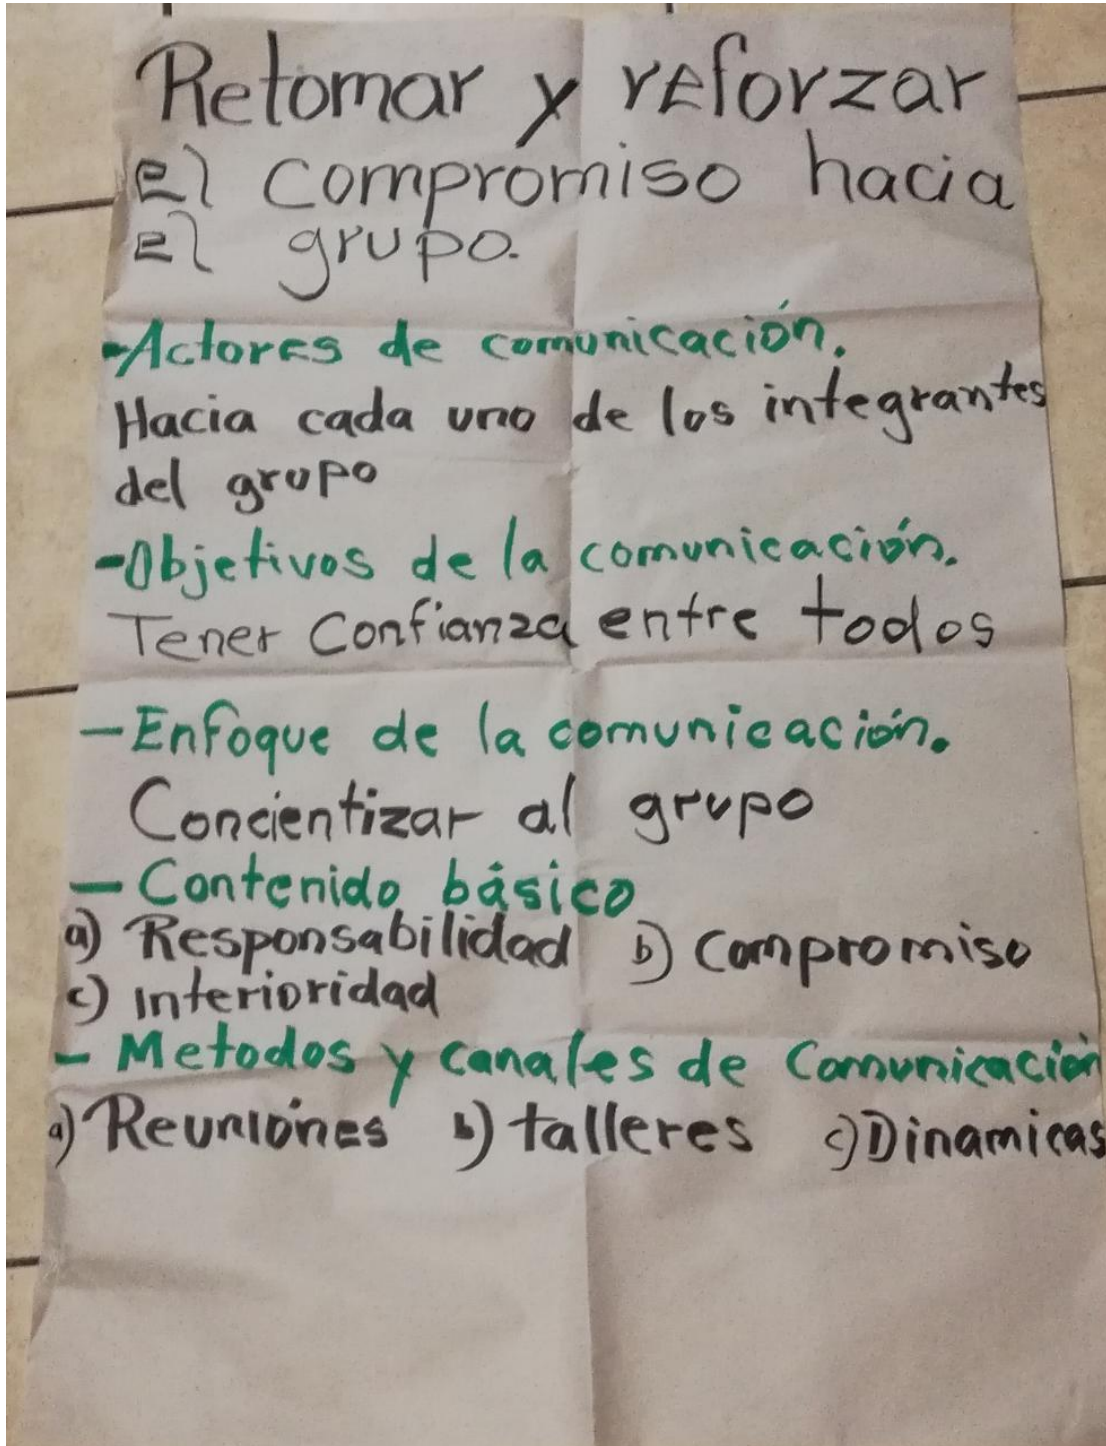 Retomar y reforzar
El compromiso hacia
El grupo.
-Actores de comunicación.
Hacia cada uno de los integrantes
del grupo
-Objetivos de la comunicación.
Tener Confianza entre todos
-Enfoque de la comunicación.
Concientizar al grupo
- Contenido básico
a) Responsabilidad b) compromiso
c) interioridad
- Metodos y canales de Comunicación
a) Reuniónes b) talleres c) Dinamicas